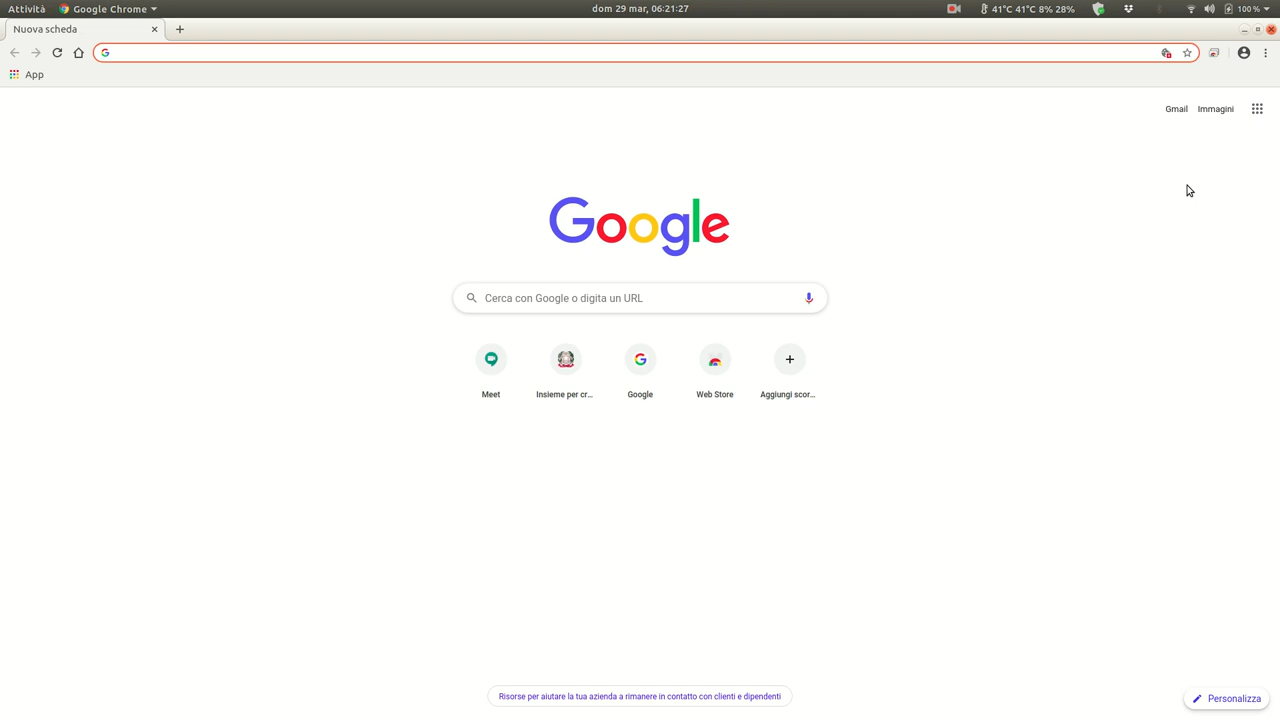 Attività Google Chrome dom 29 mar, 06:21:27 41°C 41°C 8% 28% 100%
Nuova scheda
App
Gmail Immagini
Google
Cerca con Google o digita un URL
Meet Insieme per cr... Google Web Store Aggiungi scor...
Risorse per aiutare la tua azienda a rimanere in contatto con clienti e dipendenti
Personalizza